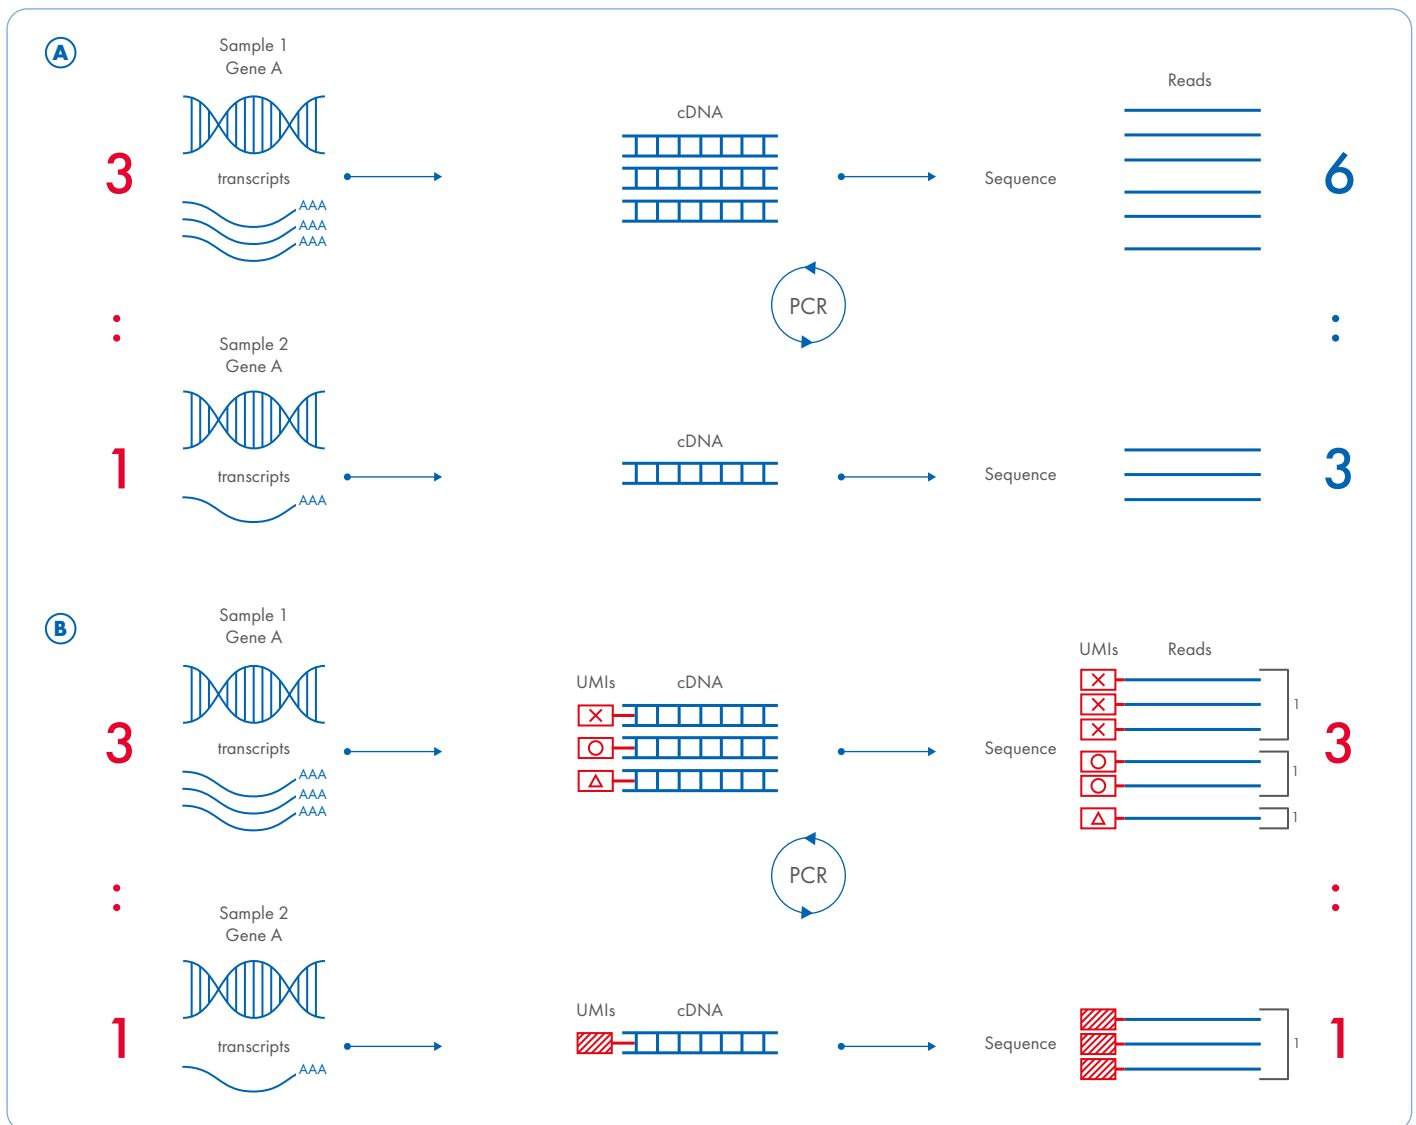 A
Sample 1
Gene A
3
transcripts
AAA
AAA
AAA
cDNA
Sequence
Reads
6
:
:
PCR
Sample 2
Gene A
1
transcripts
AAA
cDNA
Sequence
3
B
Sample 1
Gene A
3
transcripts
AAA
AAA
AAA
UMIs cDNA
Sequence
UMIs Reads
1
1
1
3
:
:
PCR
Sample 2
Gene A
1
transcripts
AAA
UMIs cDNA
Sequence
1
1